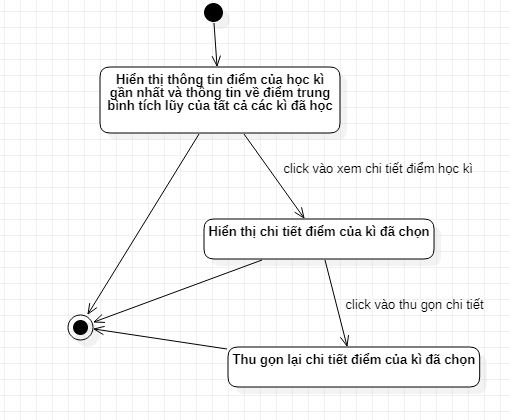 Hiển thị thông tin điểm của học kì
gần nhất và thông tin về điểm trung
bình tích lũy của tất cả các kì đã học
click vào xem chi tiết điểm học kì
Hiển thị chi tiết điểm của kì đã chọn
click vào thu gọn chi tiết
Thu gọn lại chi tiết điểm của kì đã chọn